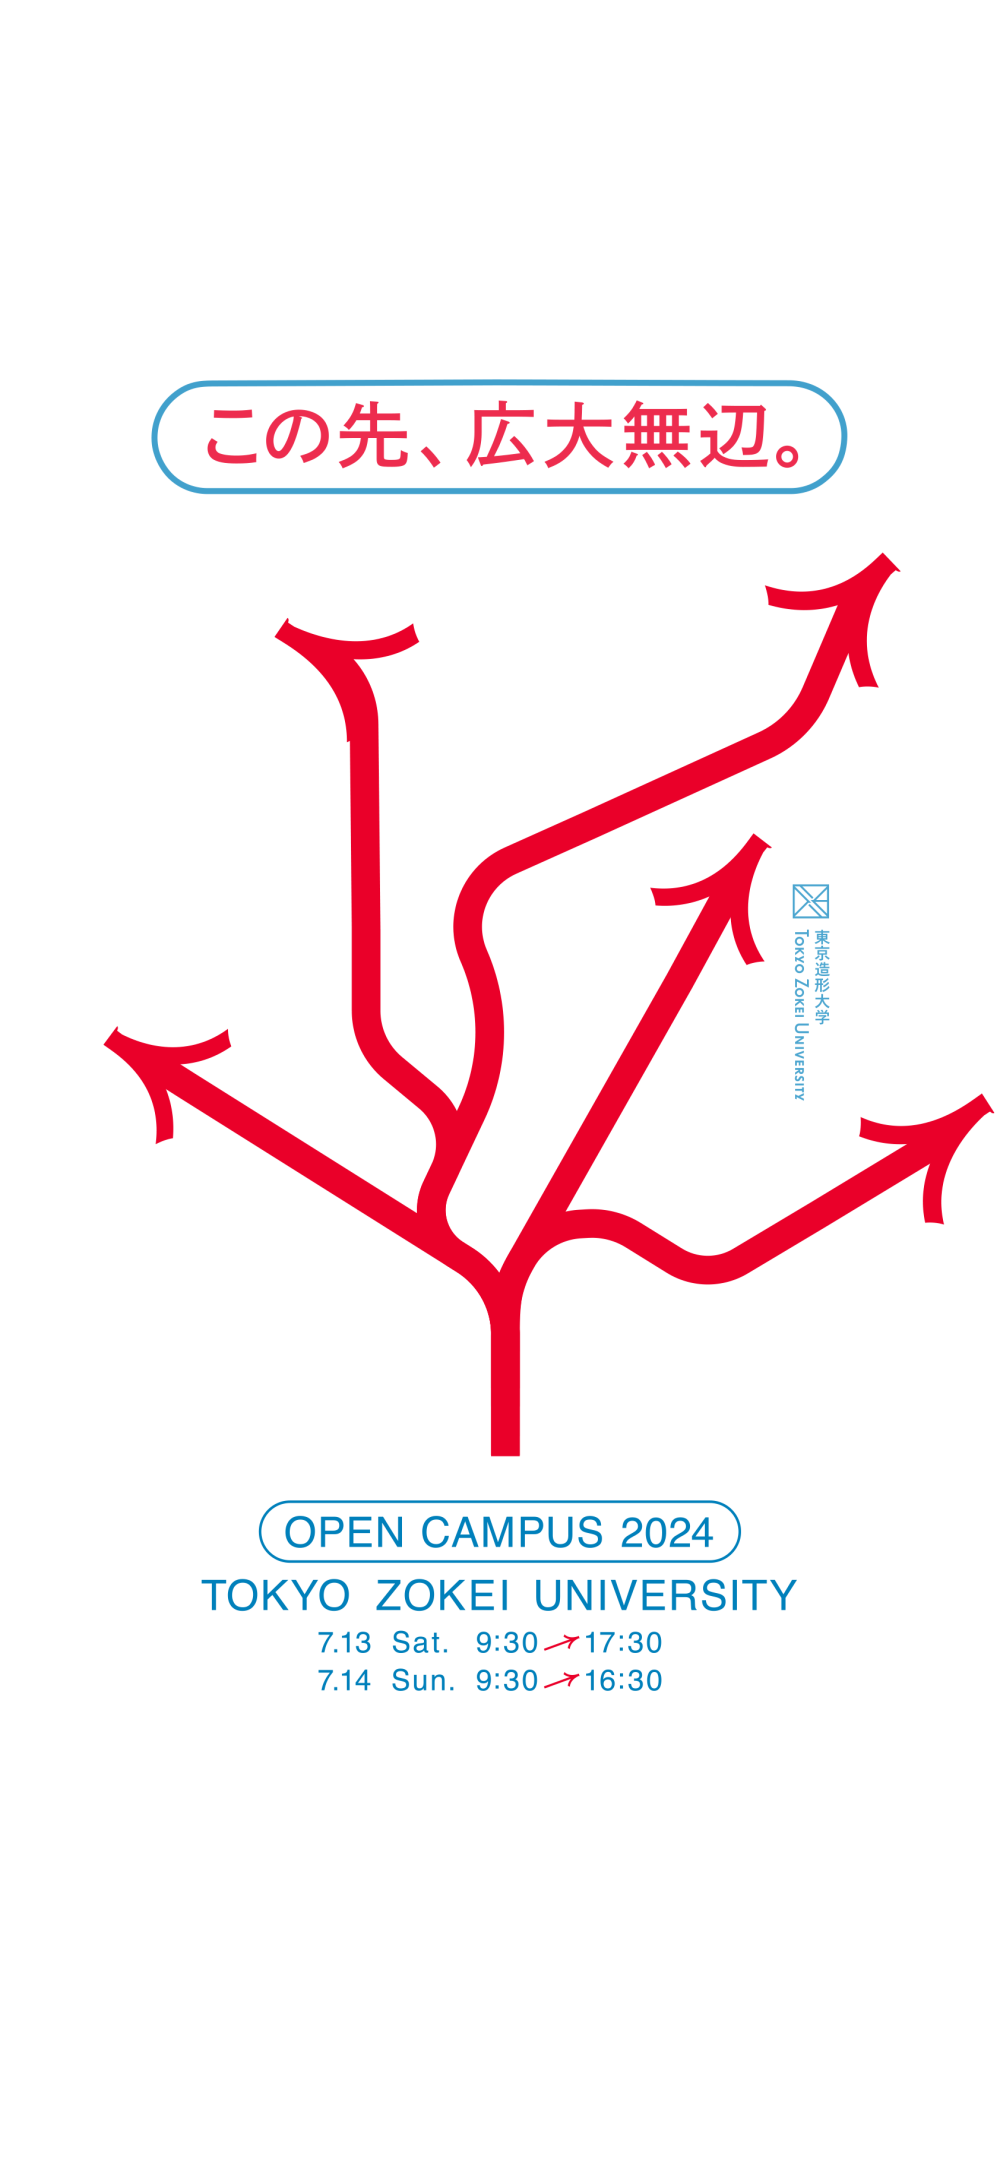 この先、広大無辺。
東京造形大学
TOKYO ZOKEI UNIVERSITY
OPEN CAMPUS 2024
TOKYO ZOKEI UNIVERSITY
7.13 Sat. 9:30→17:30
7.14 Sun. 9:30→16:30